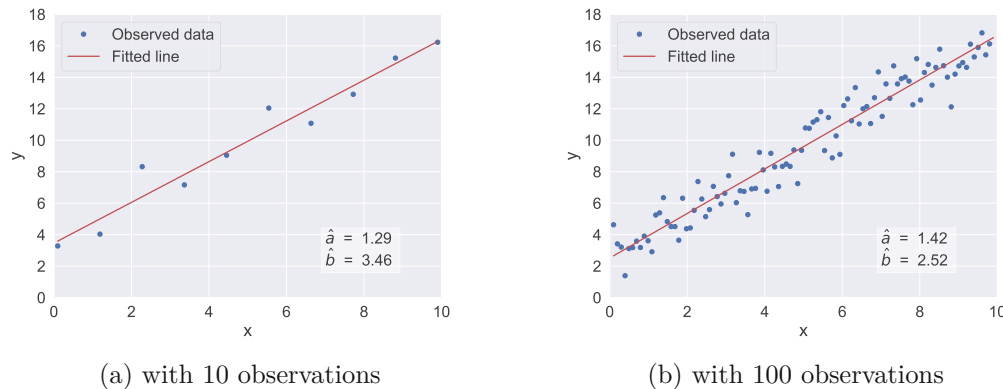 18
16
14
12
10
8
6
4
2
0
y
Observed data
Fitted line
â = 1.29
b̂ = 3.46
0 2 4 6 8 10
x
(a) with 10 observations
18
16
14
12
10
8
6
4
2
0
y
Observed data
Fitted line
â = 1.42
b̂ = 2.52
0 2 4 6 8 10
x
(b) with 100 observations